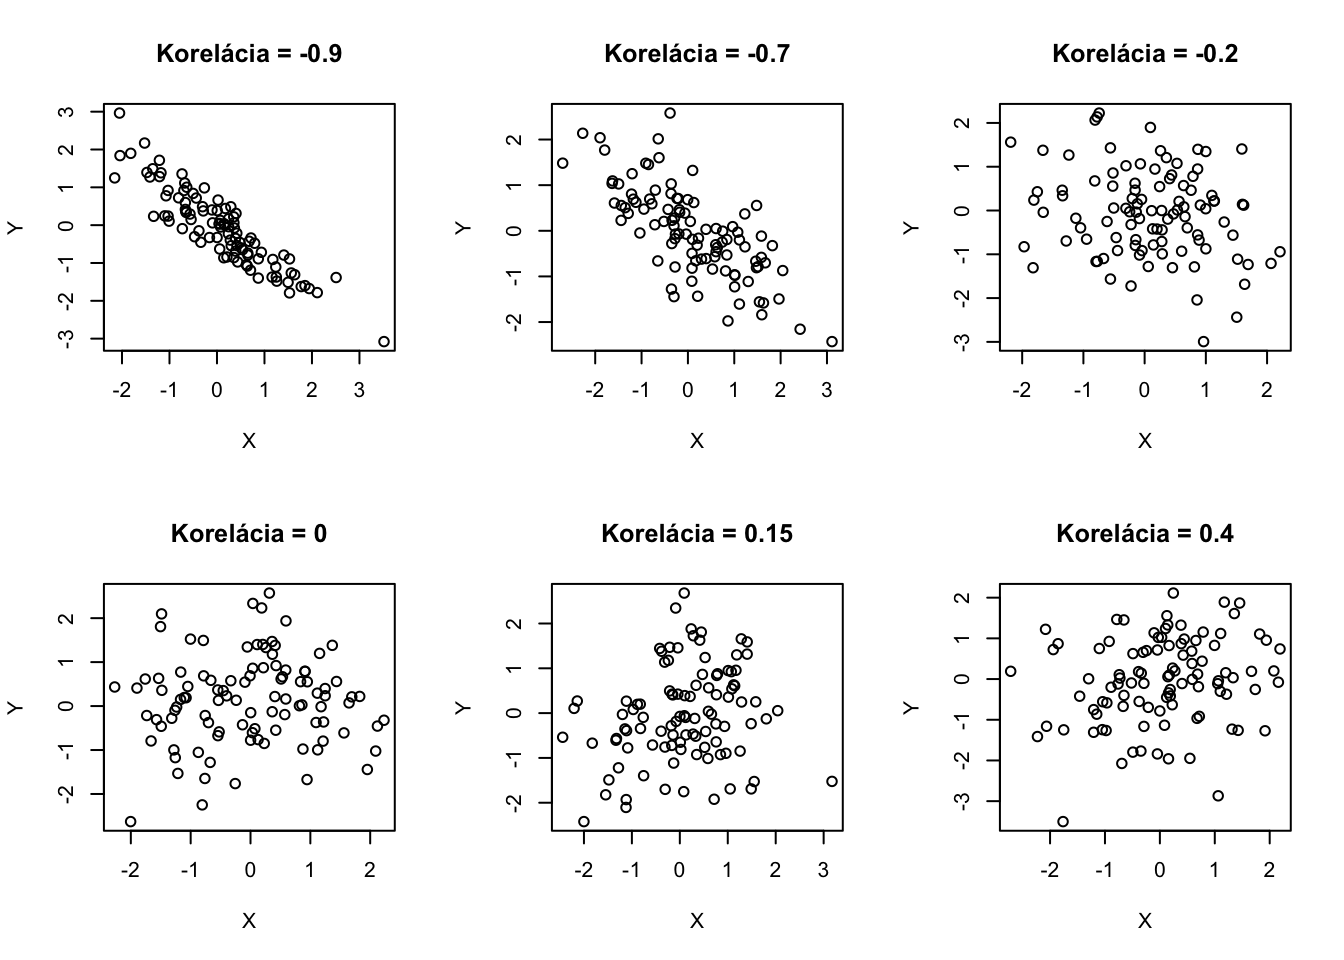 Korelácia = -0.9
Y
3
2
1
0
-1
-2
-3
-2 -1 0 1 2 3
X
Korelácia = -0.7
Y
2
1
0
-1
-2
-2 -1 0 1 2 3
X
Korelácia = -0.2
Y
2
1
0
-1
-2
-3
-2 -1 0 1 2
X
Korelácia = 0
Y
2
1
0
-1
-2
-2 -1 0 1 2
X
Korelácia = 0.15
Y
2
1
0
-1
-2
-2 -1 0 1 2 3
X
Korelácia = 0.4
Y
2
1
0
-1
-2
-3
-2 -1 0 1 2
X